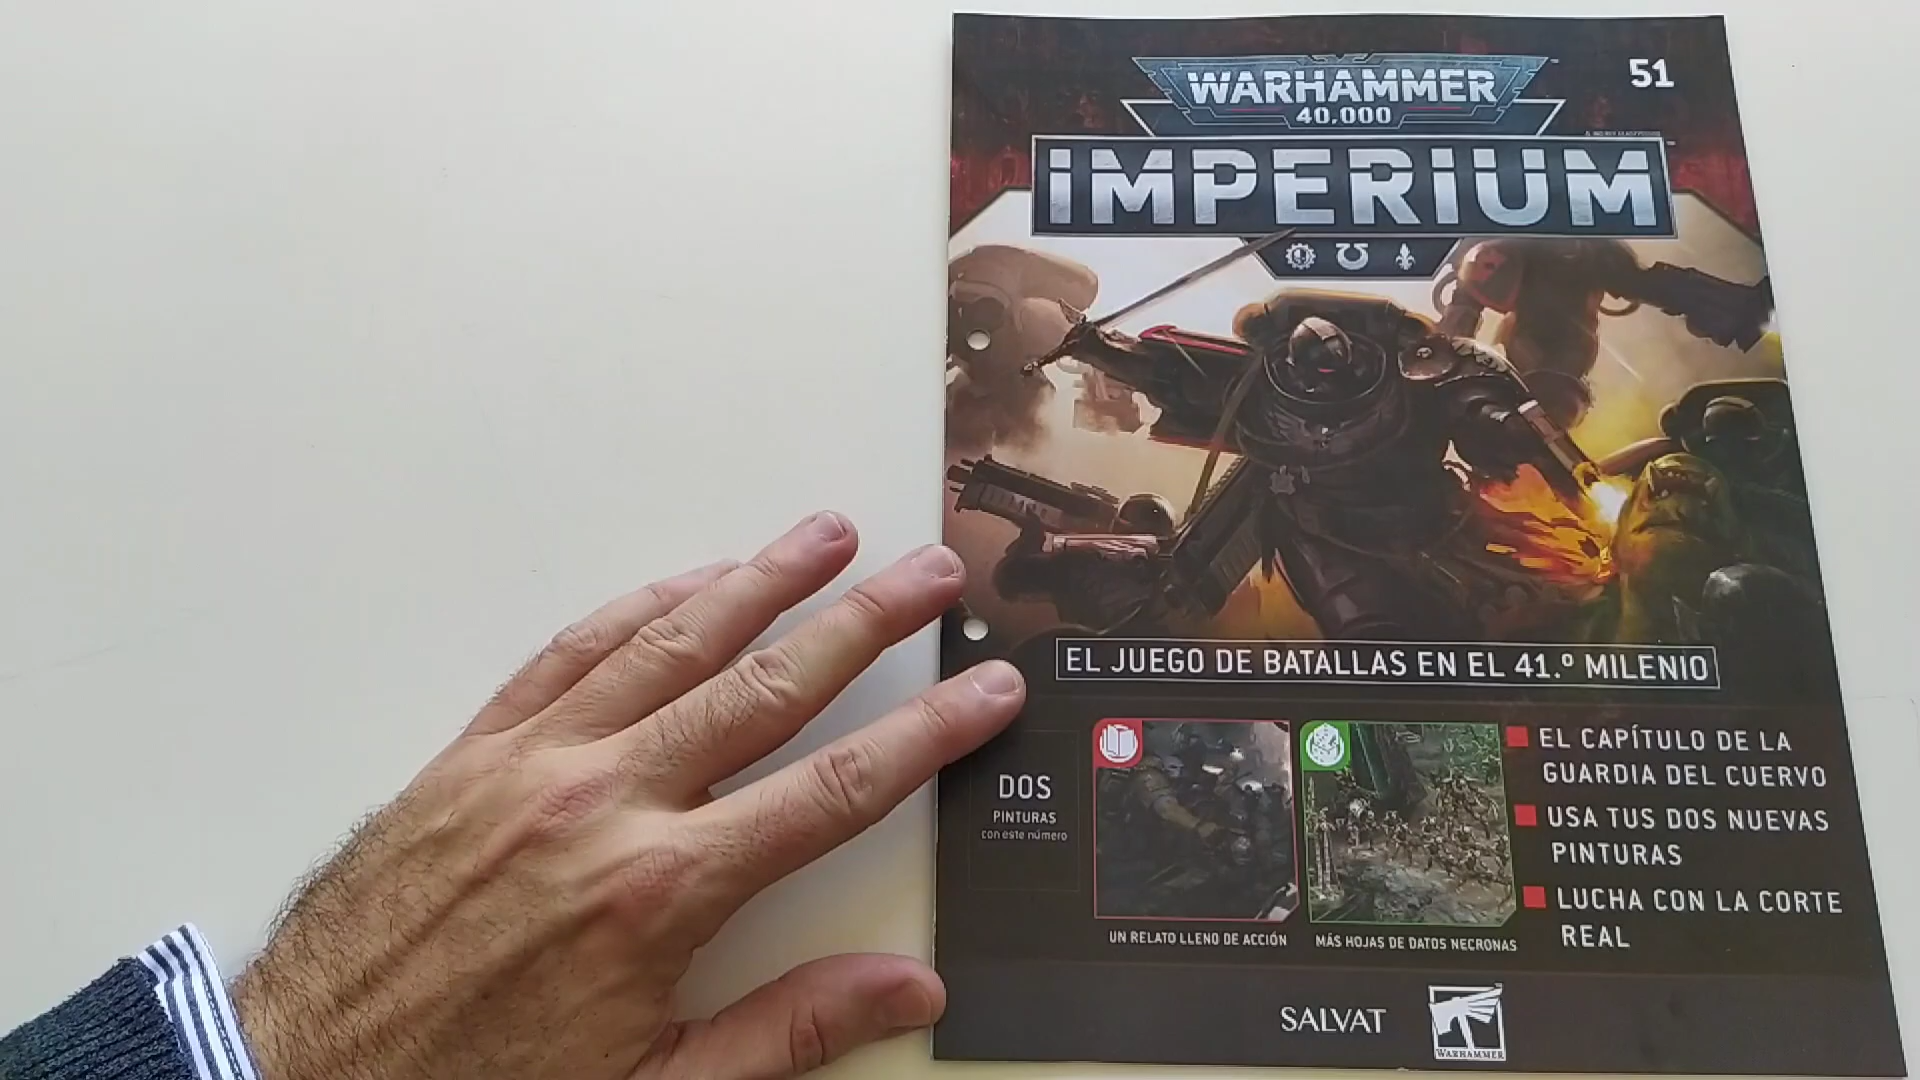 WARHAMMER
40,000
51
IMPERIUM
EL JUEGO DE BATALLAS EN EL 41.º MILENIO
DOS
PINTURAS
con este número
UN RELATO LLENO DE ACCIÓN
MÁS HOJAS DE DATOS NECRONAS
EL CAPÍTULO DE LA
GUARDIA DEL CUERVO
USA TUS DOS NUEVAS
PINTURAS
LUCHA CON LA CORTE
REAL
SALVAT
WARHAMMER